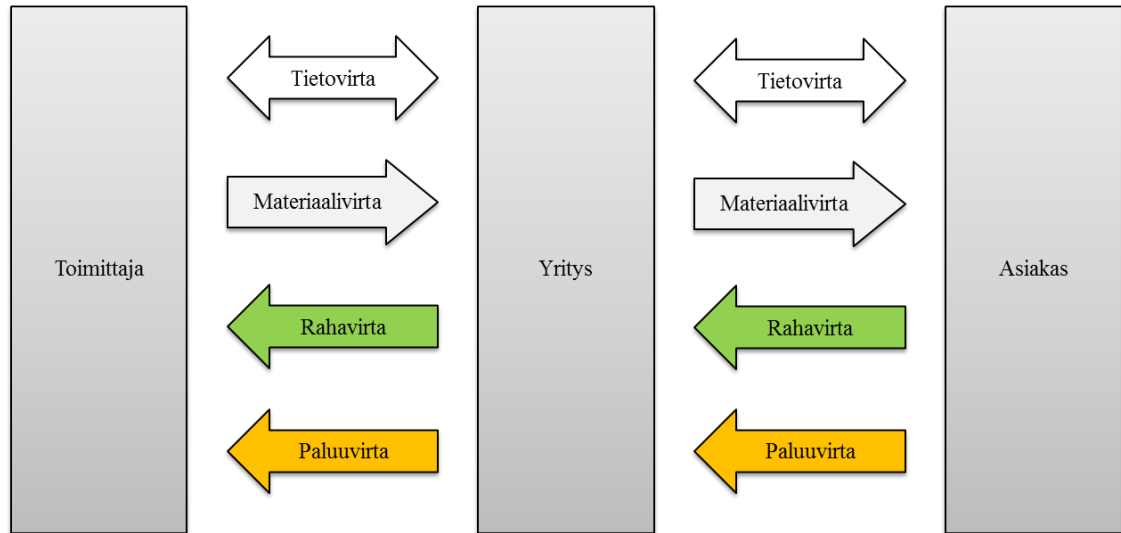 Tietovirta
Tietovirta
Materiaalivirta
Materiaalivirta
Toimittaja
Yritys
Asiakas
Rahavirta
Rahavirta
Paluuvirta
Paluuvirta